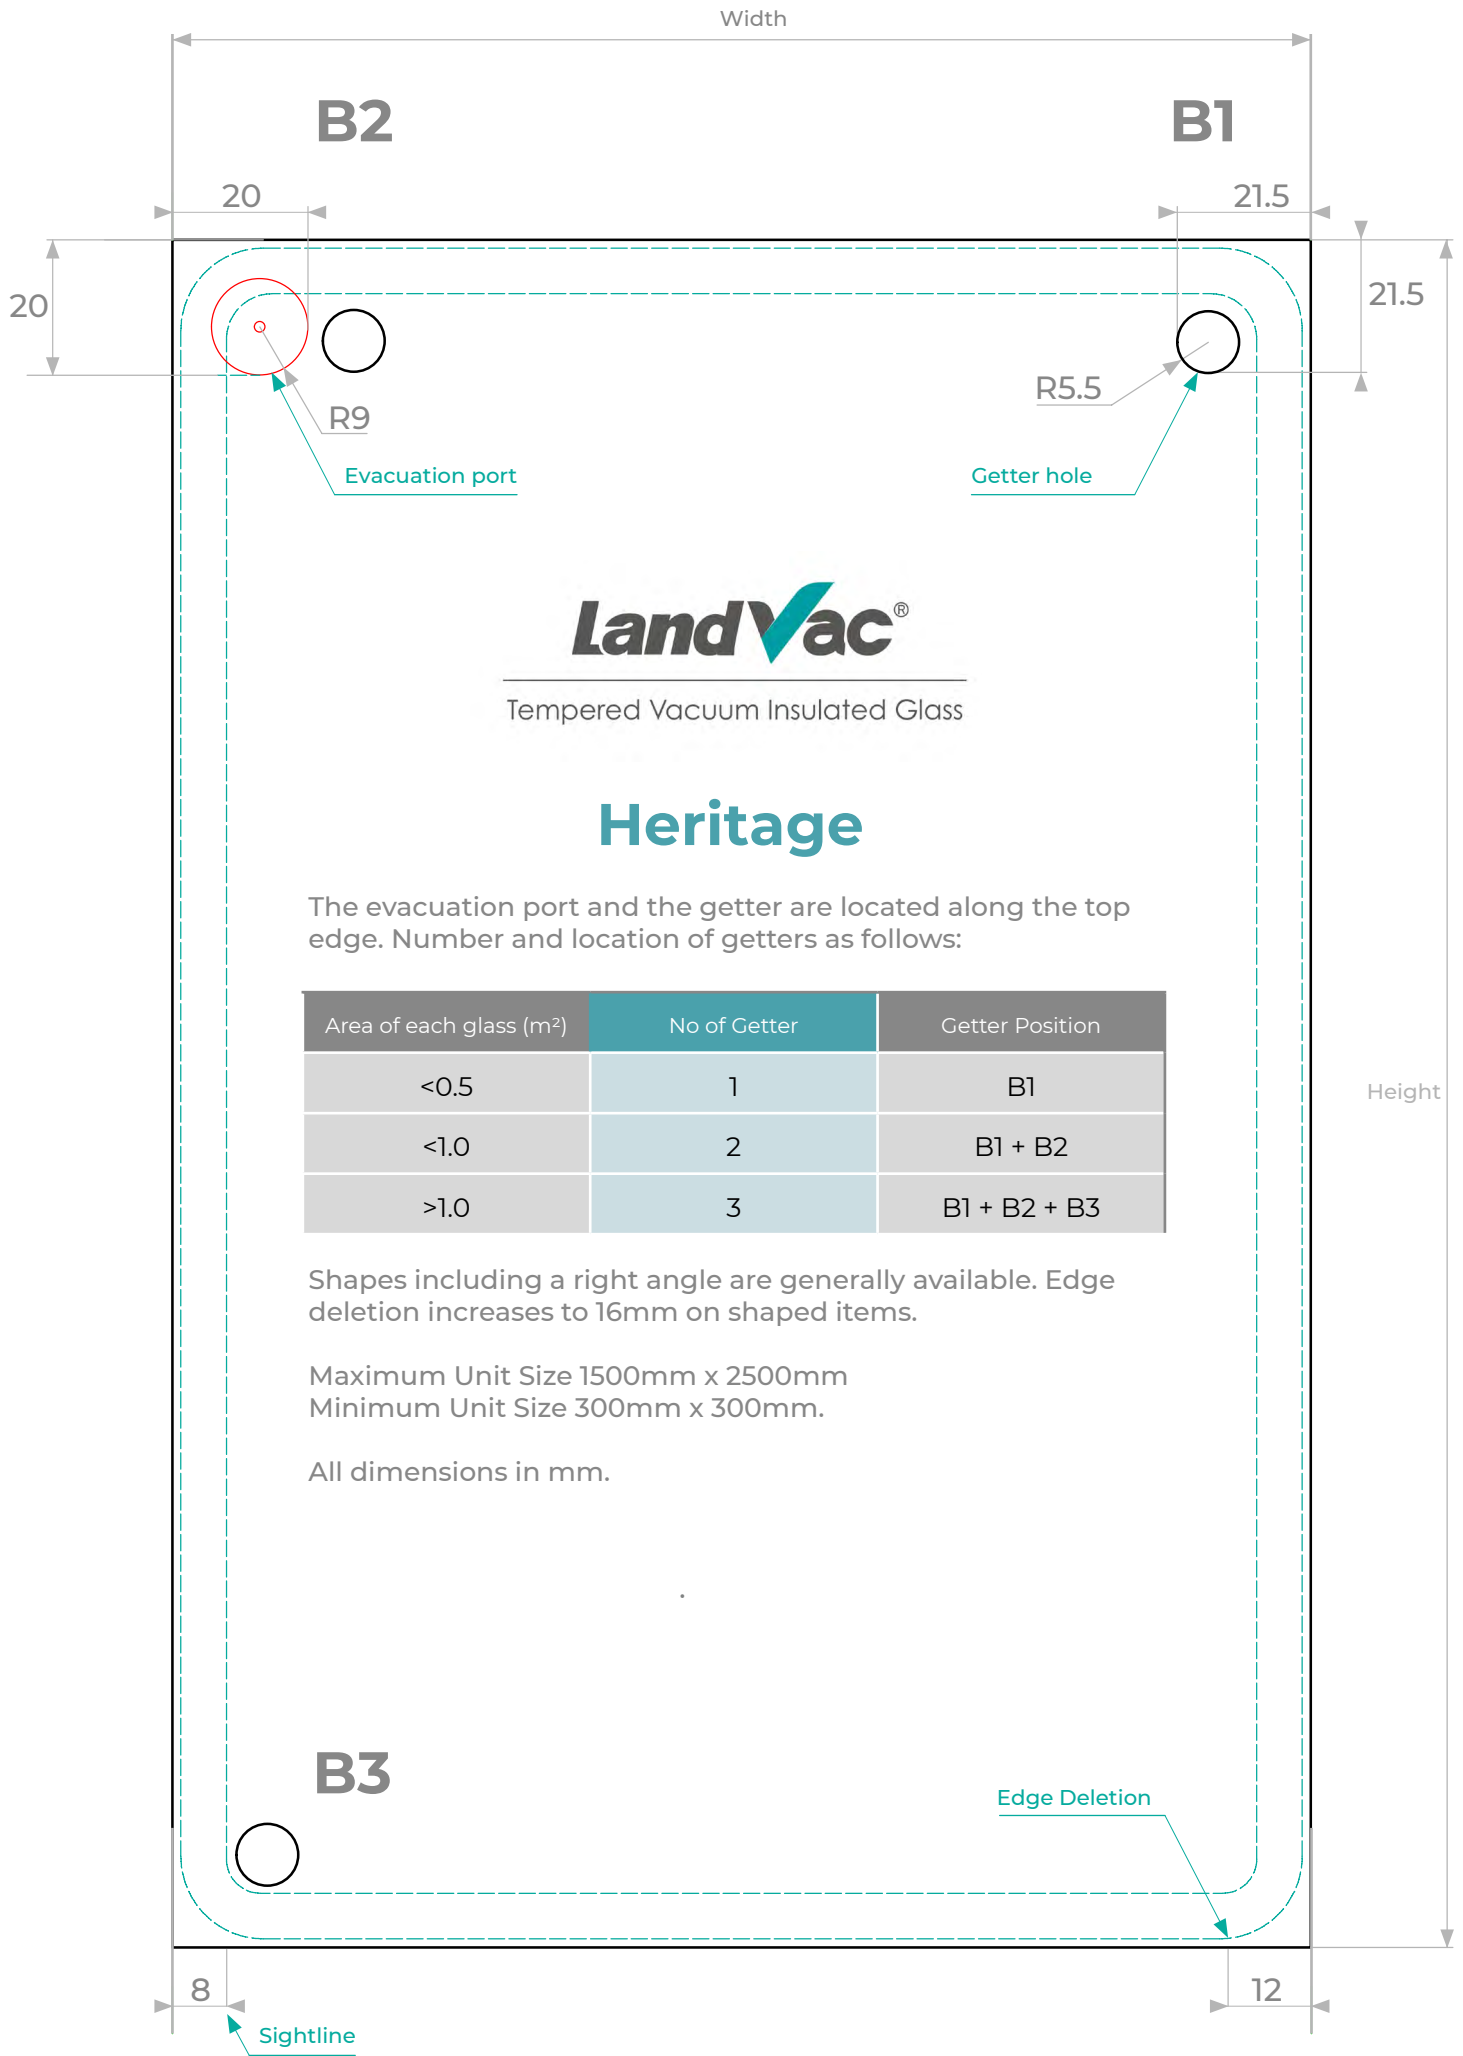 Width
B2 B1
20 21.5
20 21.5
R5.5
R9
Evacuation port Getter hole
LandVac®
Tempered Vacuum Insulated Glass
Heritage
The evacuation port and the getter are located along the top
edge. Number and location of getters as follows:
Area of each glass (m²) No of Getter Getter Position
<0.5 1 B1
Height
<1.0 2 B1 + B2
>1.0 3 B1 + B2 + B3
Shapes including a right angle are generally available. Edge
deletion increases to 16mm on shaped items.
Maximum Unit Size 1500mm x 2500mm
Minimum Unit Size 300mm x 300mm.
All dimensions in mm.
.
B3
Edge Deletion
8 12
Sightline